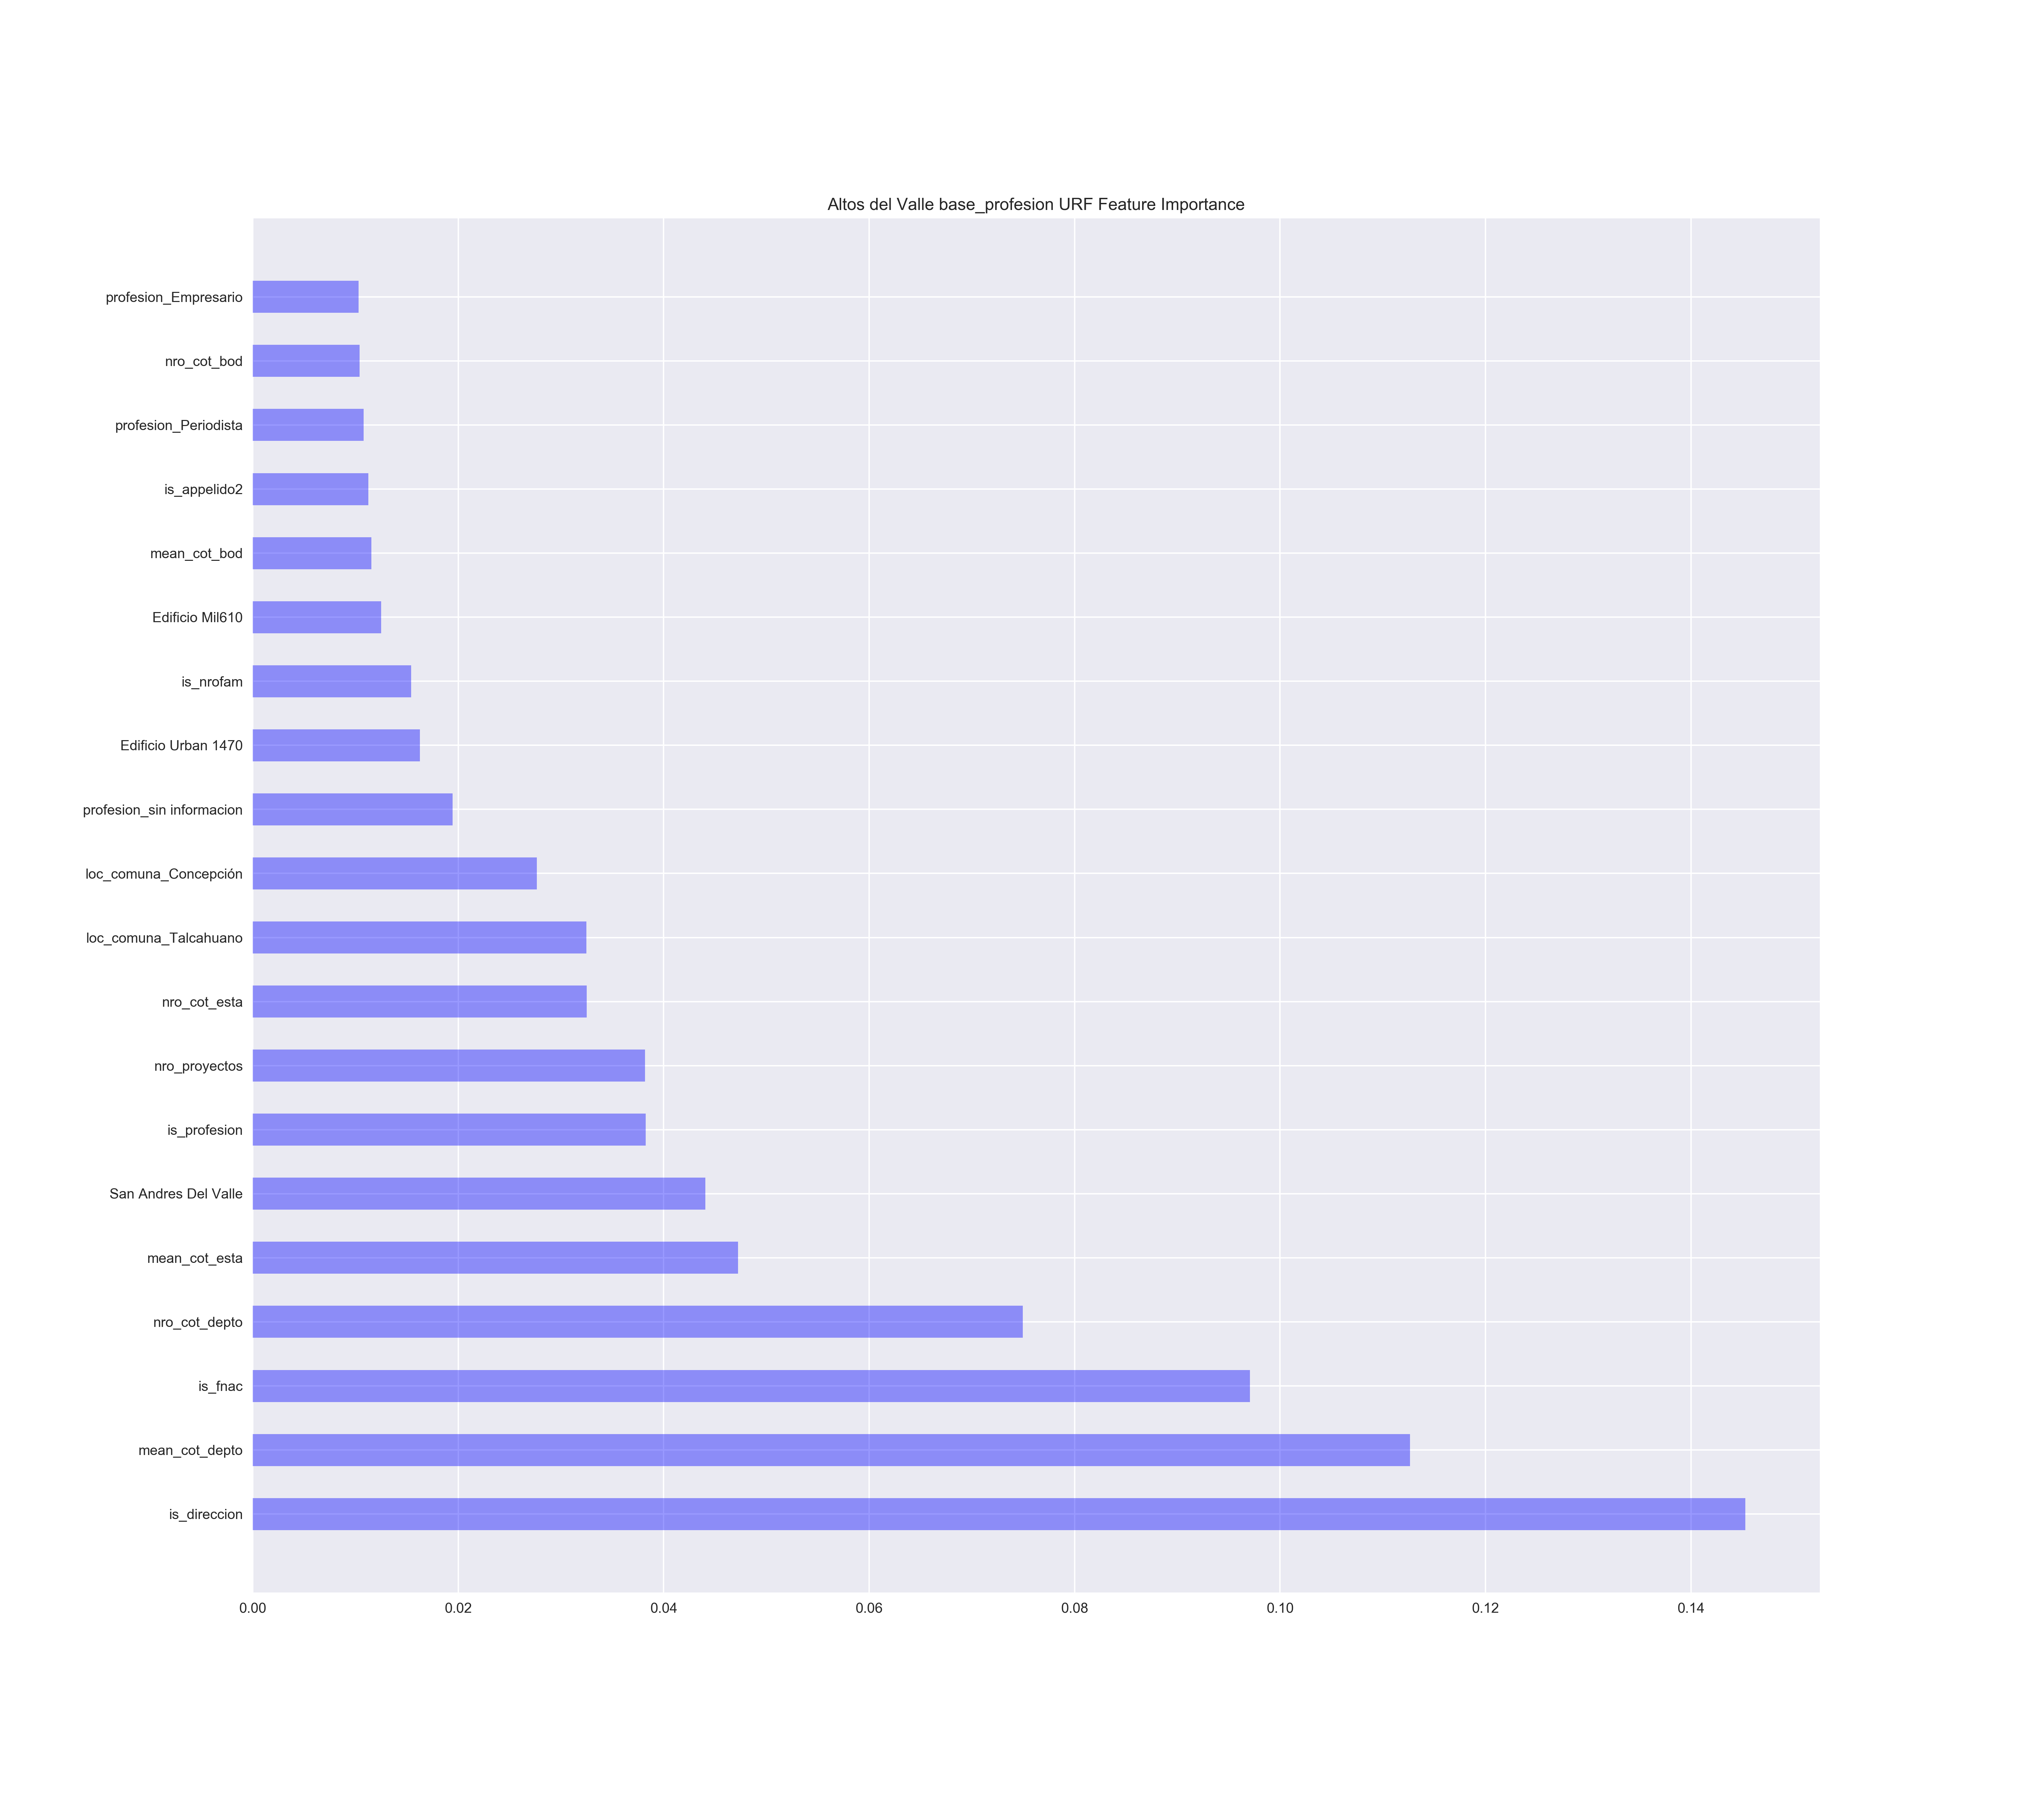 Altos del Valle base_profesion URF Feature Importance
profesion_Empresario
nro_cot_bod
profesion_Periodista
is_appelido2
mean_cot_bod
Edificio Mil610
is_nrofam
Edificio Urban 1470
profesion_sin informacion
loc_comuna_Concepción
loc_comuna_Talcahuano
nro_cot_esta
nro_proyectos
is_profesion
San Andres Del Valle
mean_cot_esta
nro_cot_depto
is_fnac
mean_cot_depto
is_direccion
0.00 0.02 0.04 0.06 0.08 0.10 0.12 0.14